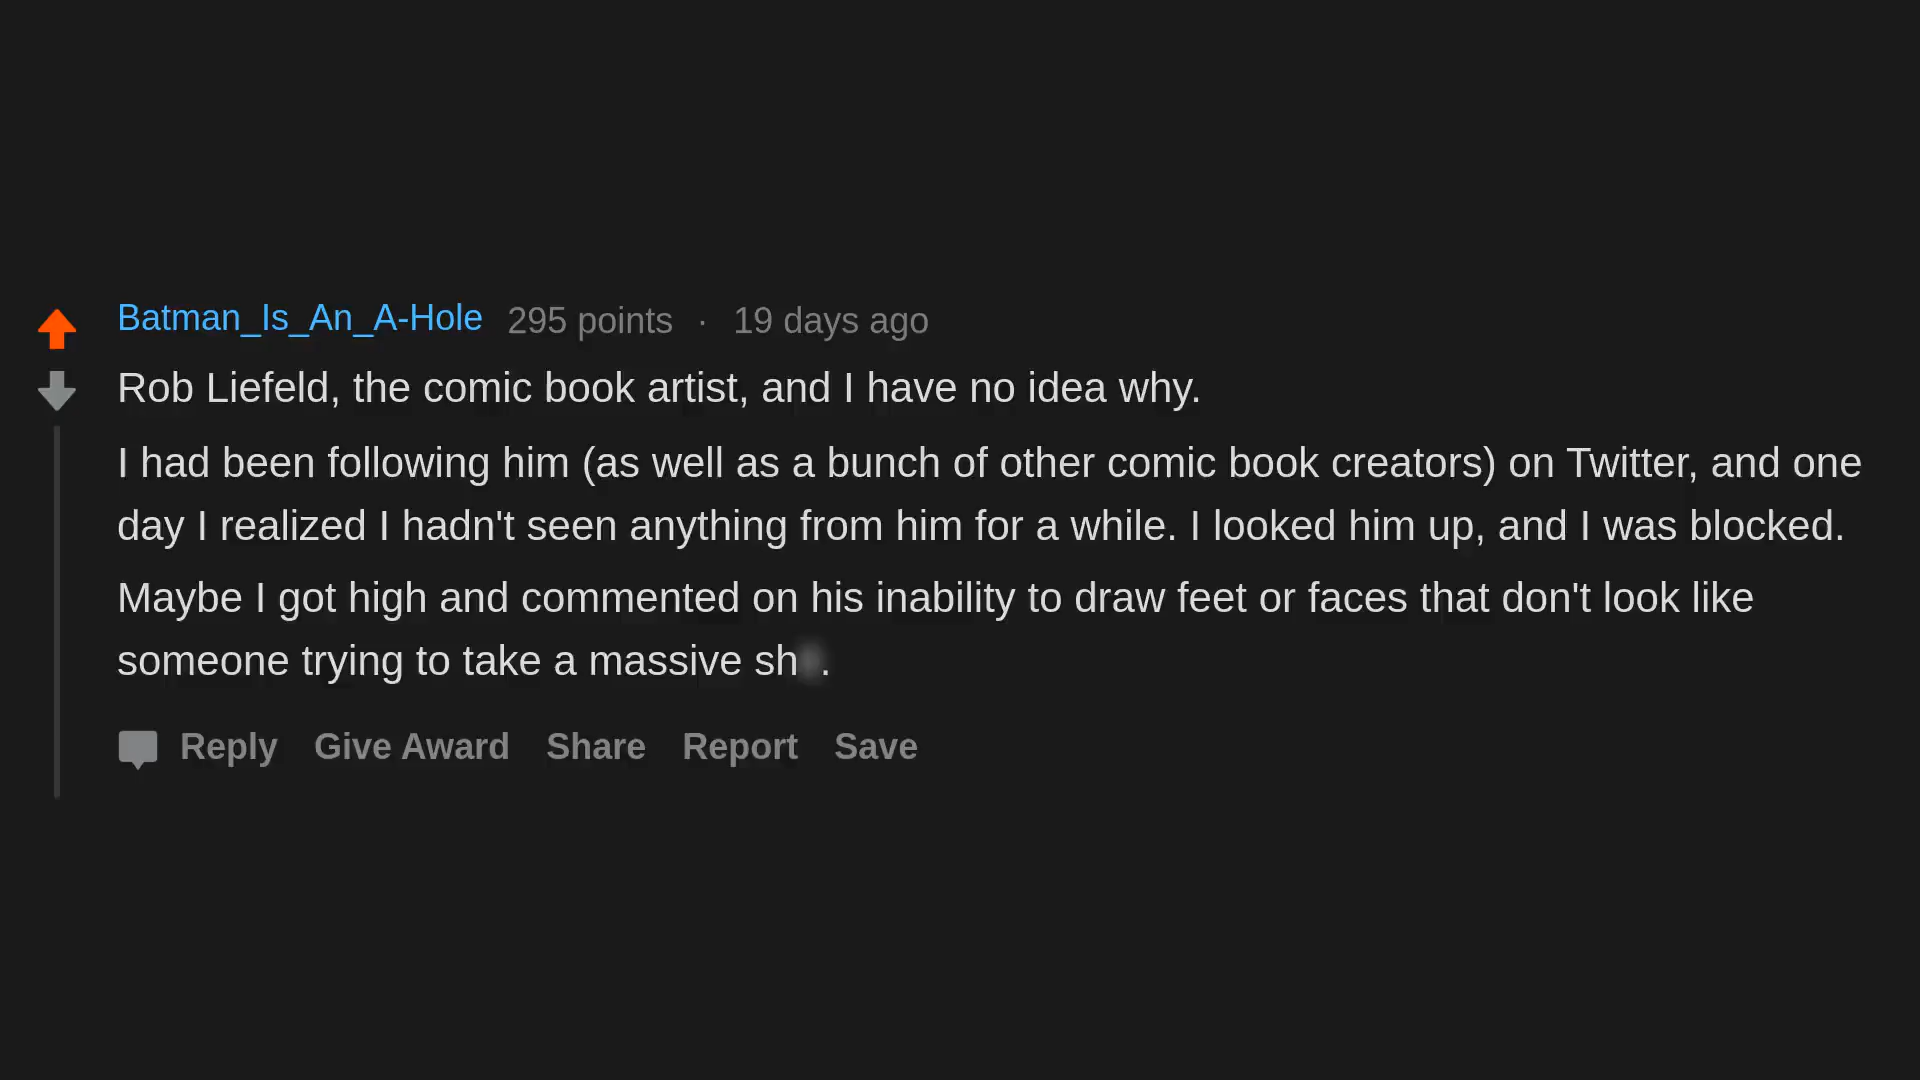 Batman_Is_An_A-Hole 295 points · 19 days ago
Rob Liefeld, the comic book artist, and I have no idea why.
I had been following him (as well as a bunch of other comic book creators) on Twitter, and one
day I realized I hadn't seen anything from him for a while. I looked him up, and I was blocked.
Maybe I got high and commented on his inability to draw feet or faces that don't look like
someone trying to take a massive sh .
Reply Give Award Share Report Save